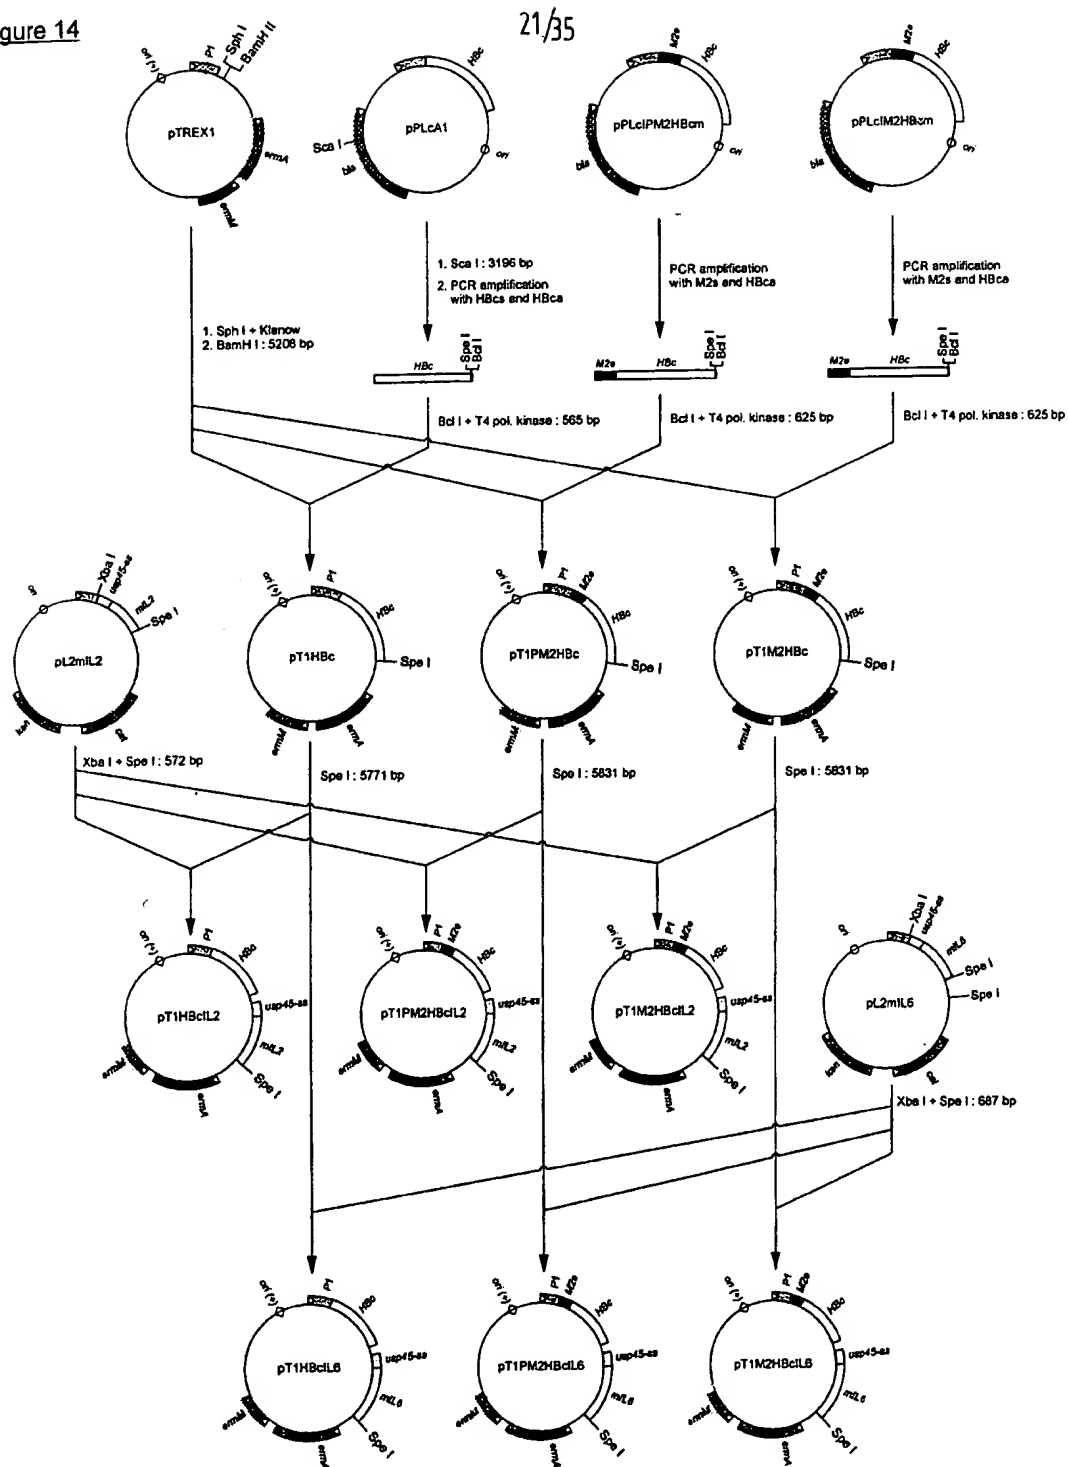 gure 14
21/35
ori (+)
P1
Sph I
BamH II
pTREX1
ermA
ermM
HBc
pPLcA1
Sca I
bla
ori
M2e
HBc
pPLcIPM2HBcm
bla
ori
M2e
HBc
pPLcIM2HBcm
bla
ori
1. Sph I + Klenow
2. BamH I : 5208 bp
1. Sca I : 3196 bp
2. PCR amplification
with HBcs and HBca
PCR amplification
with M2s and HBca
PCR amplification
with M2s and HBca
HBc
Spe I
Bcl I
M2e
HBc
Spe I
Bcl I
M2e
HBc
Spe I
Bcl I
Bcl I + T4 pol. kinase : 565 bp
Bcl I + T4 pol. kinase : 625 bp
Bcl I + T4 pol. kinase : 625 bp
ori
Xba I
usp45-ss
mIL2
Spe I
pL2mIL2
kan
cat
ori (+)
P1
HBc
Spe I
pT1HBc
ermM
ermA
ori (+)
P1
M2e
HBc
Spe I
pT1PM2HBc
ermM
ermA
ori (+)
P1
M2e
HBc
Spe I
pT1M2HBc
ermM
ermA
Xba I + Spe I : 572 bp
Spe I : 5771 bp
Spe I : 5831 bp
Spe I : 5831 bp
ori (+)
P1
HBc
usp45-ss
mIL2
Spe I
pT1HBcIL2
ermM
ermA
ori (+)
P1
M2e
HBc
usp45-ss
mIL2
Spe I
pT1PM2HBcIL2
ermM
ermA
ori (+)
P1
M2e
HBc
usp45-ss
mIL2
Spe I
pT1M2HBcIL2
ermM
ermA
ori
Xba I
usp45-ss
mIL6
Spe I
Spe I
pL2mIL6
kan
cat
Xba I + Spe I : 687 bp
ori (+)
P1
HBc
usp45-ss
mIL6
Spe I
pT1HBcIL6
ermM
ermA
ori (+)
P1
M2e
HBc
usp45-ss
mIL6
Spe I
pT1PM2HBcIL6
ermM
ermA
ori (+)
P1
M2e
HBc
usp45-ss
mIL6
Spe I
pT1M2HBcIL6
ermM
ermA